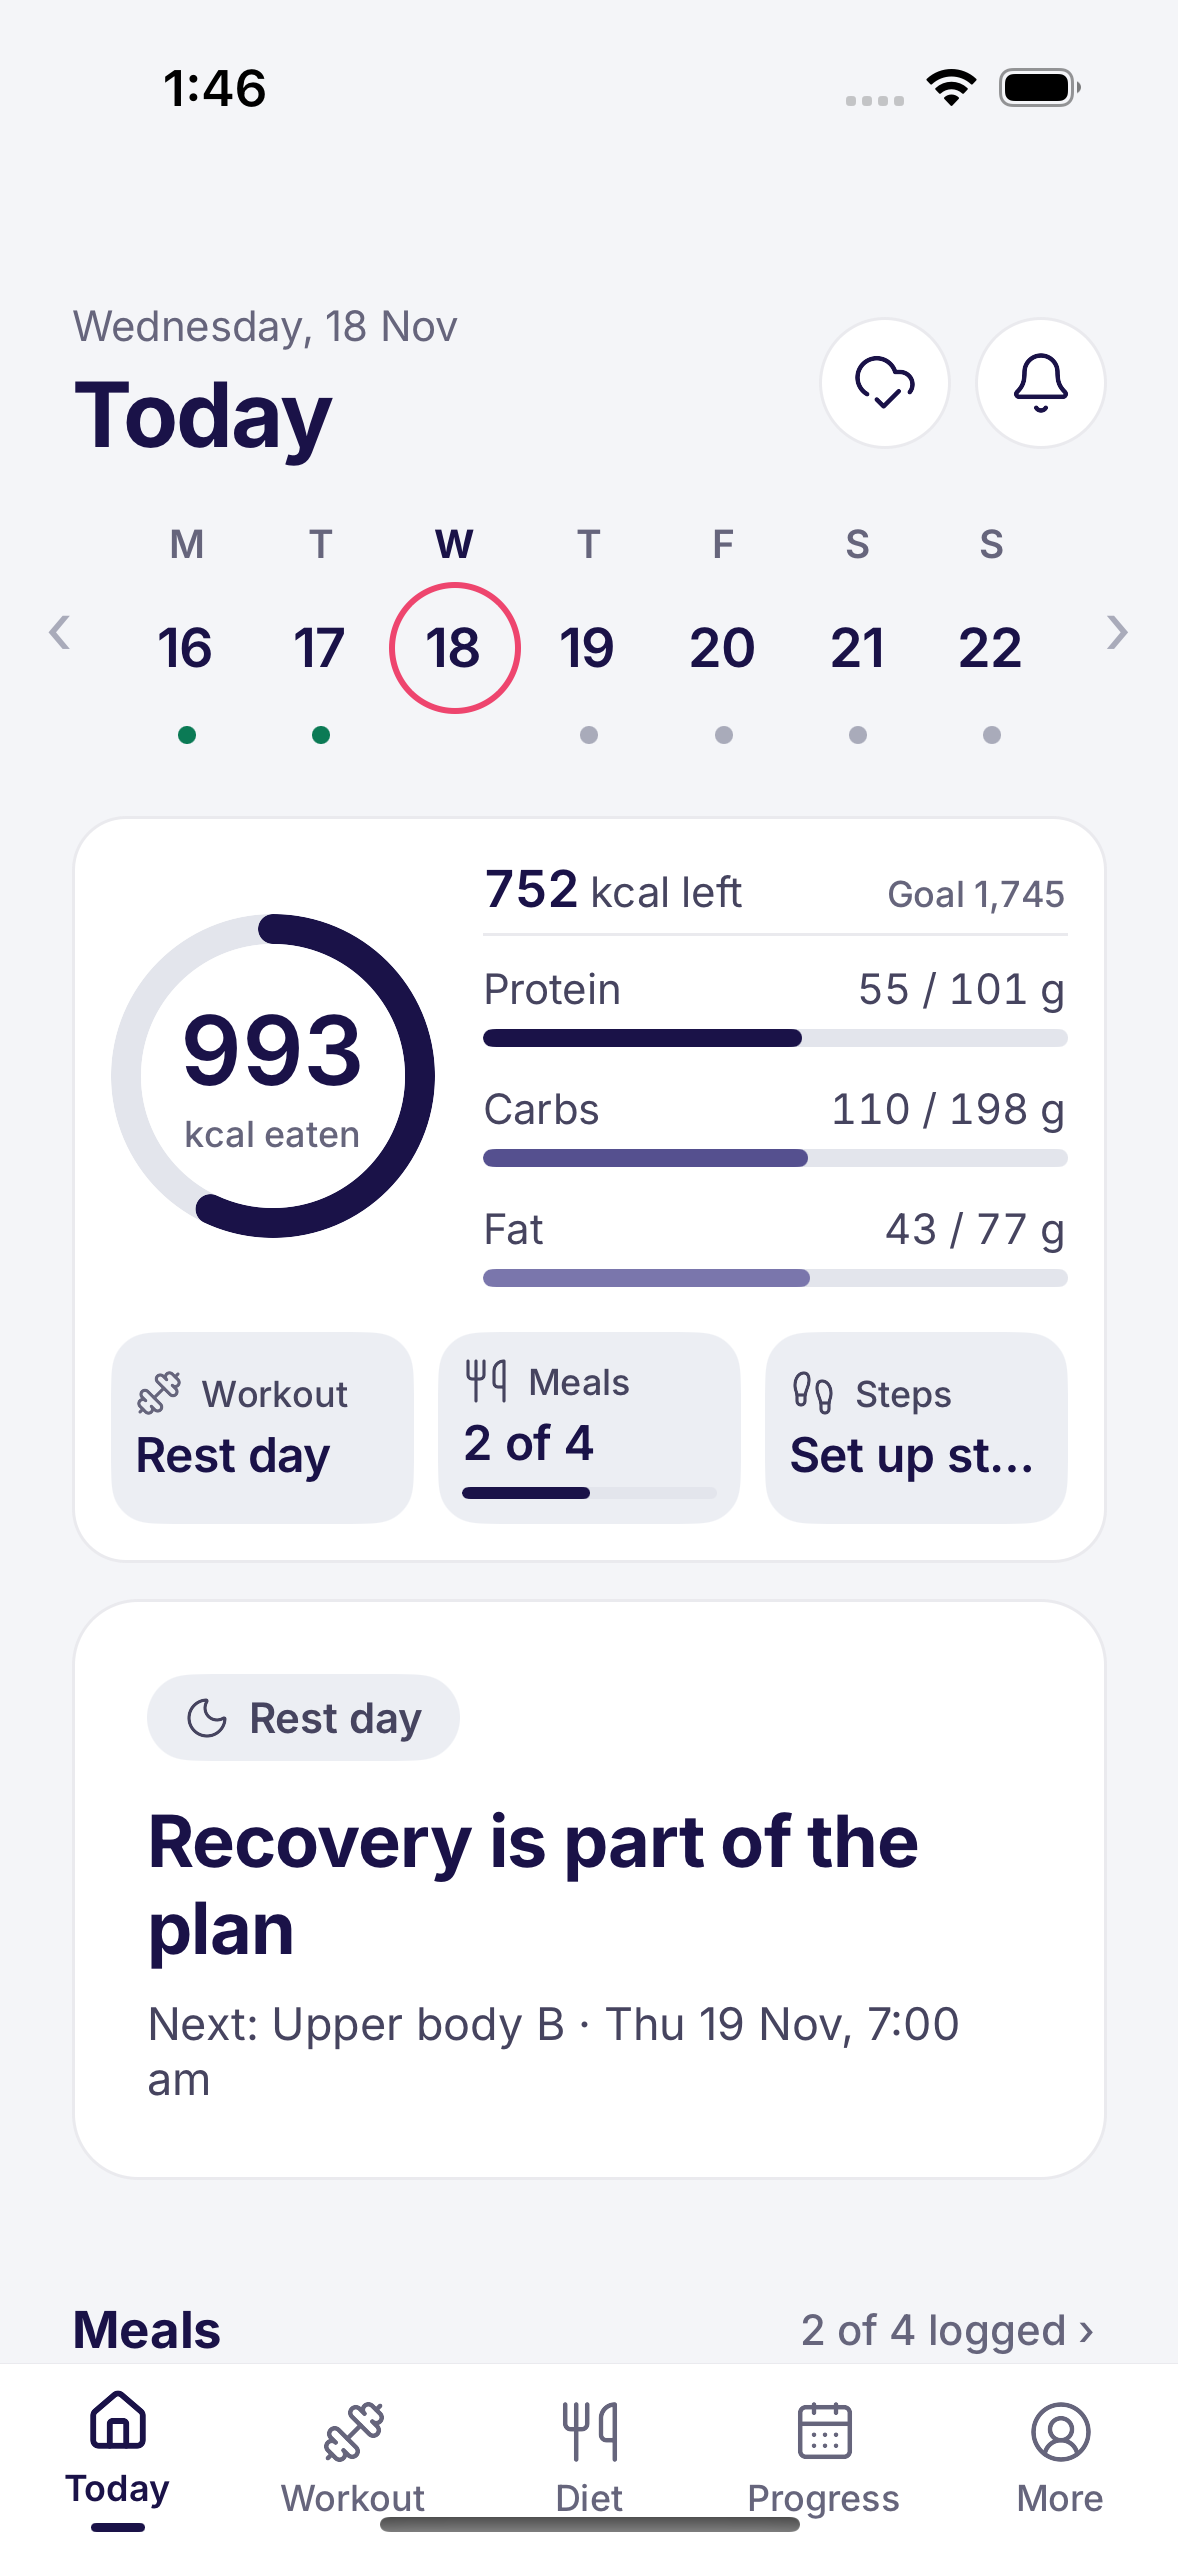 1:46
Wednesday, 18 Nov
Today
M T W T F S S
‹ 16 17 18 19 20 21 22 ›
752 kcal left Goal 1,745
993
kcal eaten
Protein 55 / 101 g
Carbs 110 / 198 g
Fat 43 / 77 g
Workout
Rest day
Meals
2 of 4
Steps
Set up st...
Rest day
Recovery is part of the
plan
Next: Upper body B · Thu 19 Nov, 7:00
am
Meals 2 of 4 logged ›
Today Workout Diet Progress More